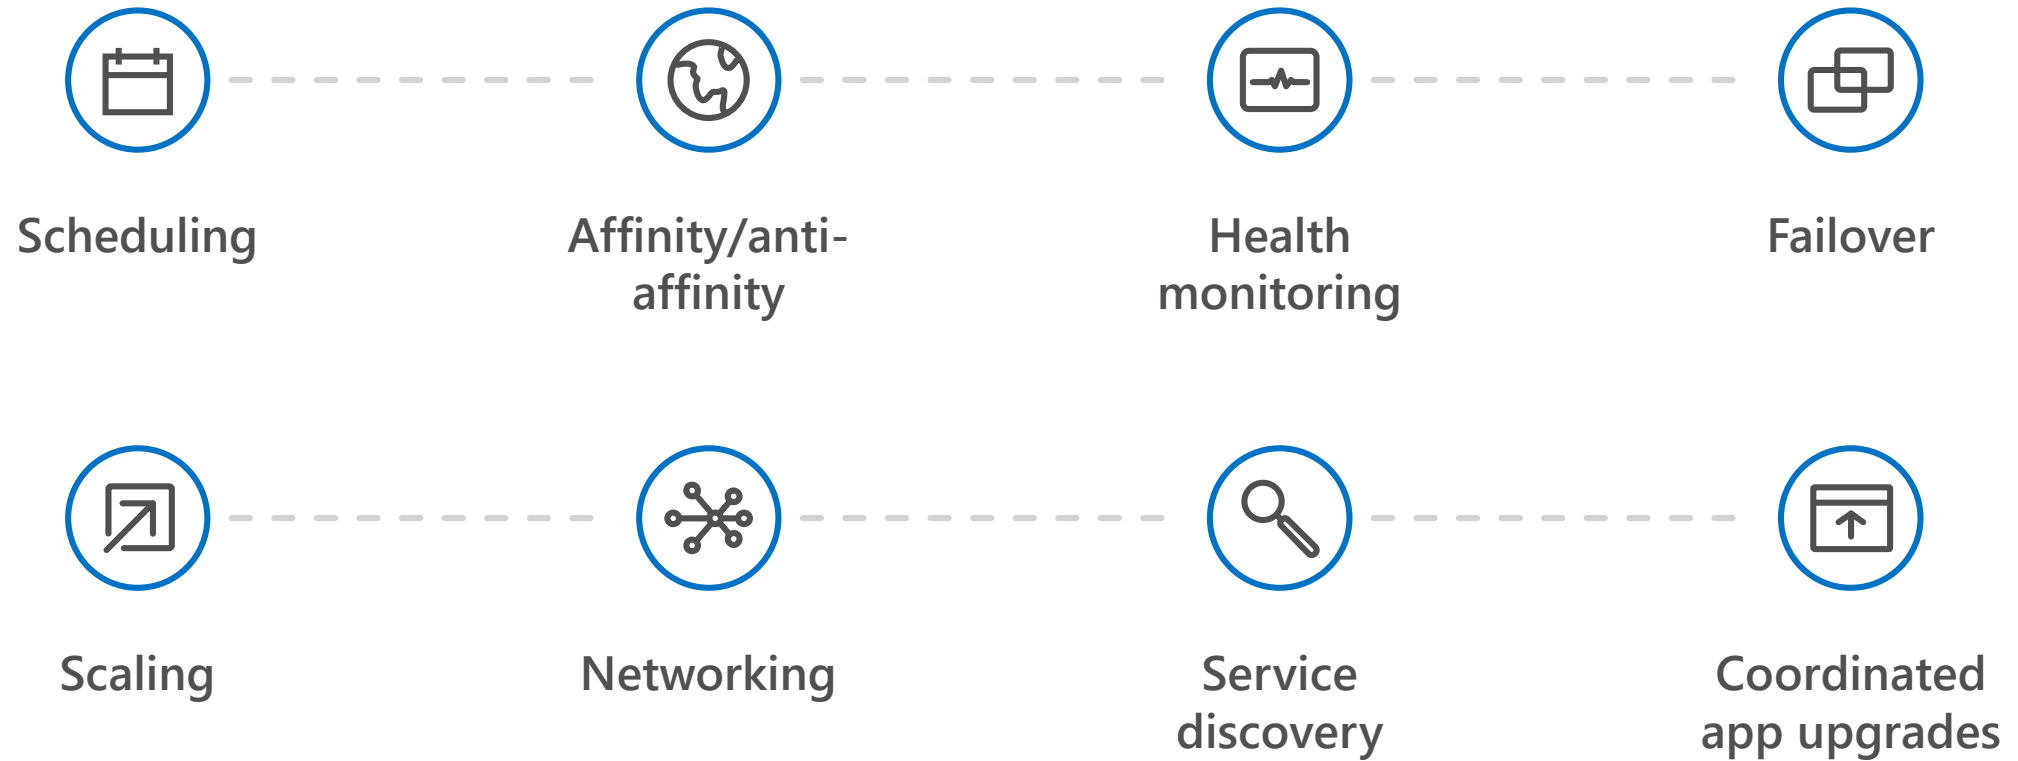 Scheduling
Affinity/anti-
affinity
Health
monitoring
Failover
Scaling
Networking
Service
discovery
Coordinated
app upgrades